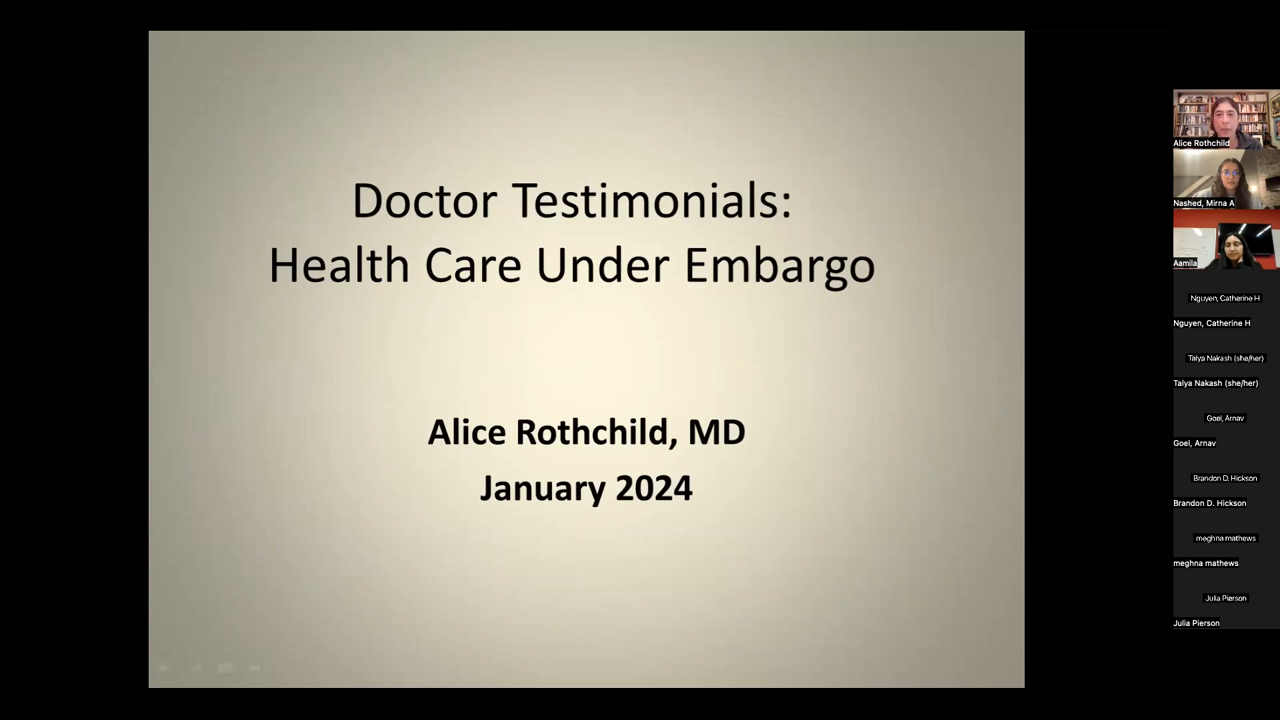 Doctor Testimonials:
Health Care Under Embargo
Alice Rothchild, MD
January 2024
Alice Rothchild
Nashed, Mirna A
Aamila
Nguyen, Catherine H
Nguyen, Catherine H
Talya Nakash (she/her)
Talya Nakash (she/her)
Goel, Arnav
Goel, Arnav
Brandon D. Hickson
Brandon D. Hickson
meghna mathews
meghna mathews
Julia Pierson
Julia Pierson